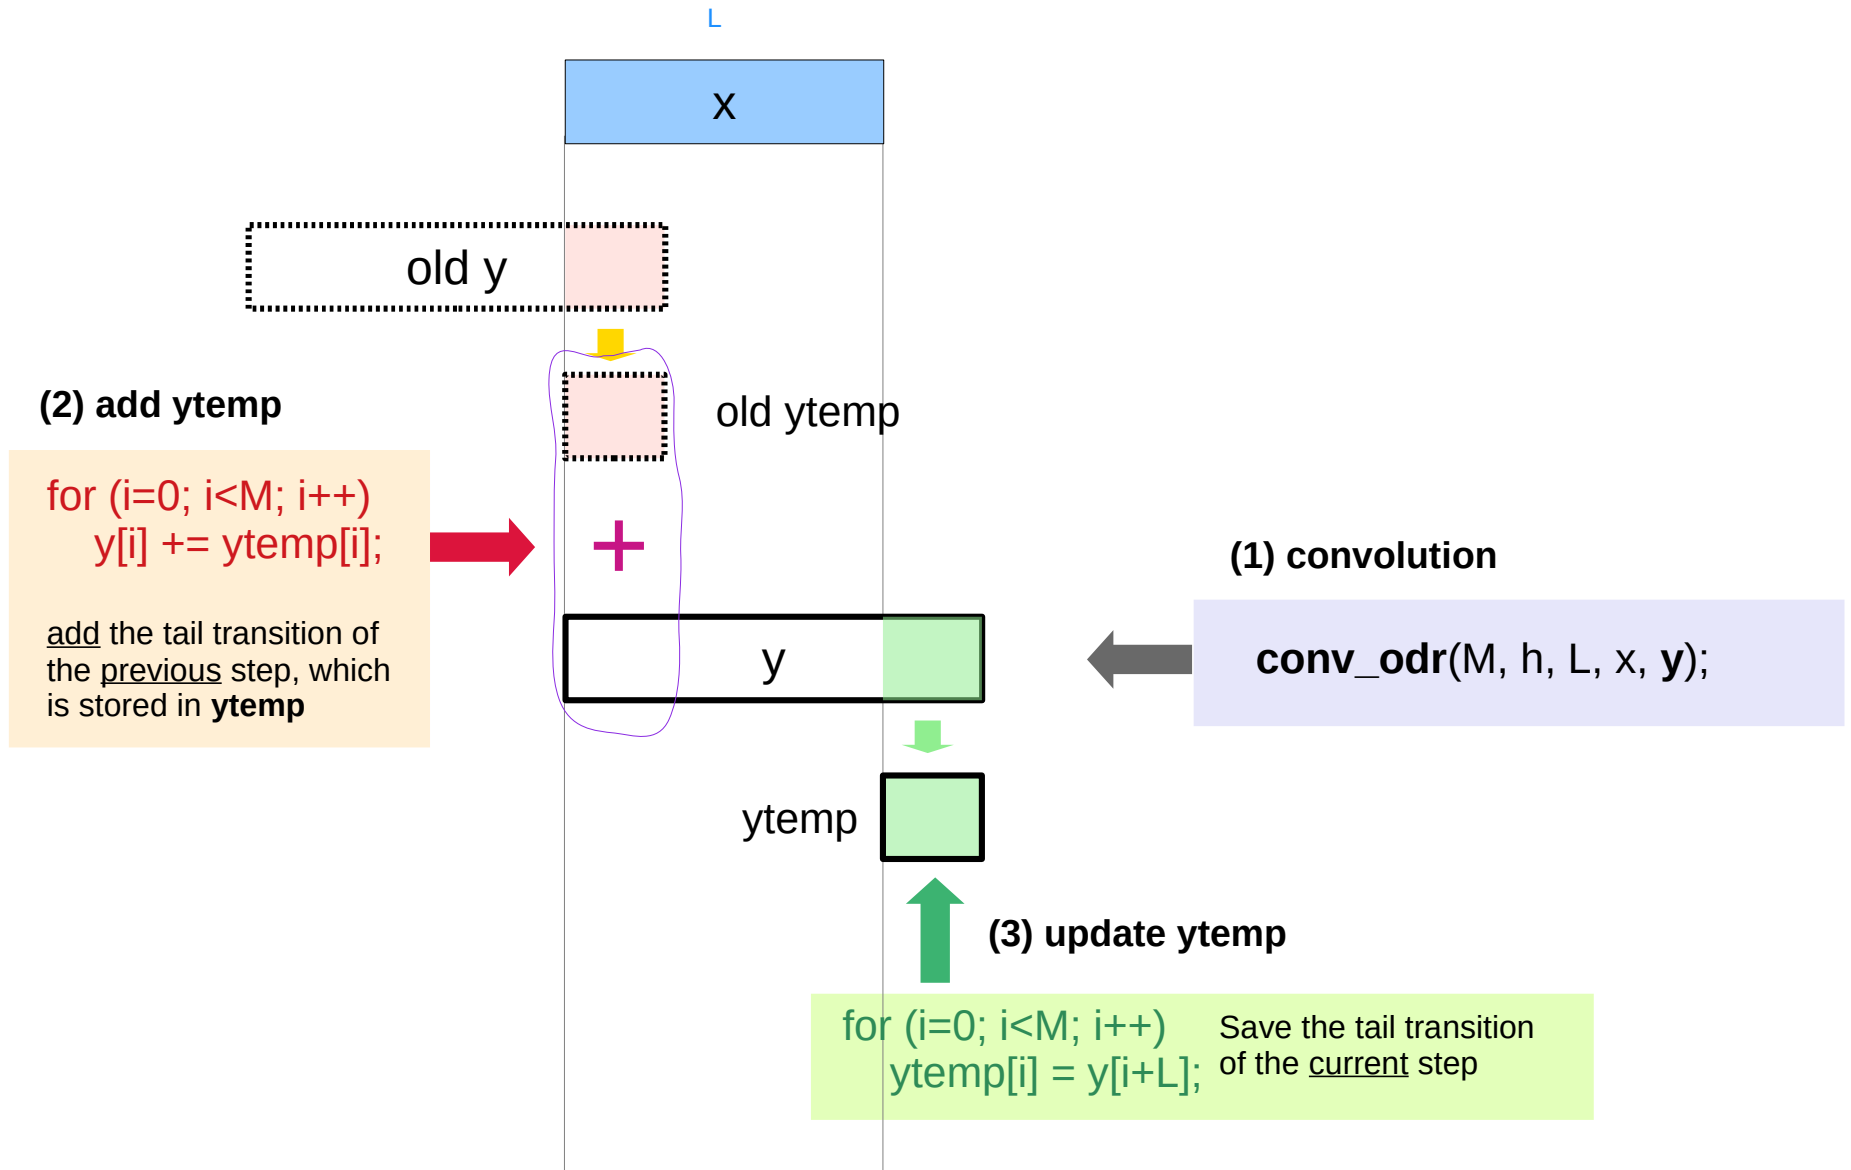 L
x
old y
(2) add ytemp
old ytemp
for (i=0; i<M; i++)
y[i] += ytemp[i];
add the tail transition of
the previous step, which
is stored in ytemp
+
(1) convolution
conv_odr(M, h, L, x, y);
y
ytemp
(3) update ytemp
for (i=0; i<M; i++)
ytemp[i] = y[i+L];
Save the tail transition
of the current step